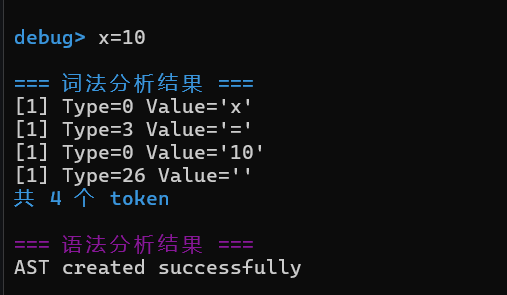 debug> x=10
=== 词法分析结果 ===
[1] Type=0 Value='x'
[1] Type=3 Value='='
[1] Type=0 Value='10'
[1] Type=26 Value=''
共 4 个 token
=== 语法分析结果 ===
AST created successfully